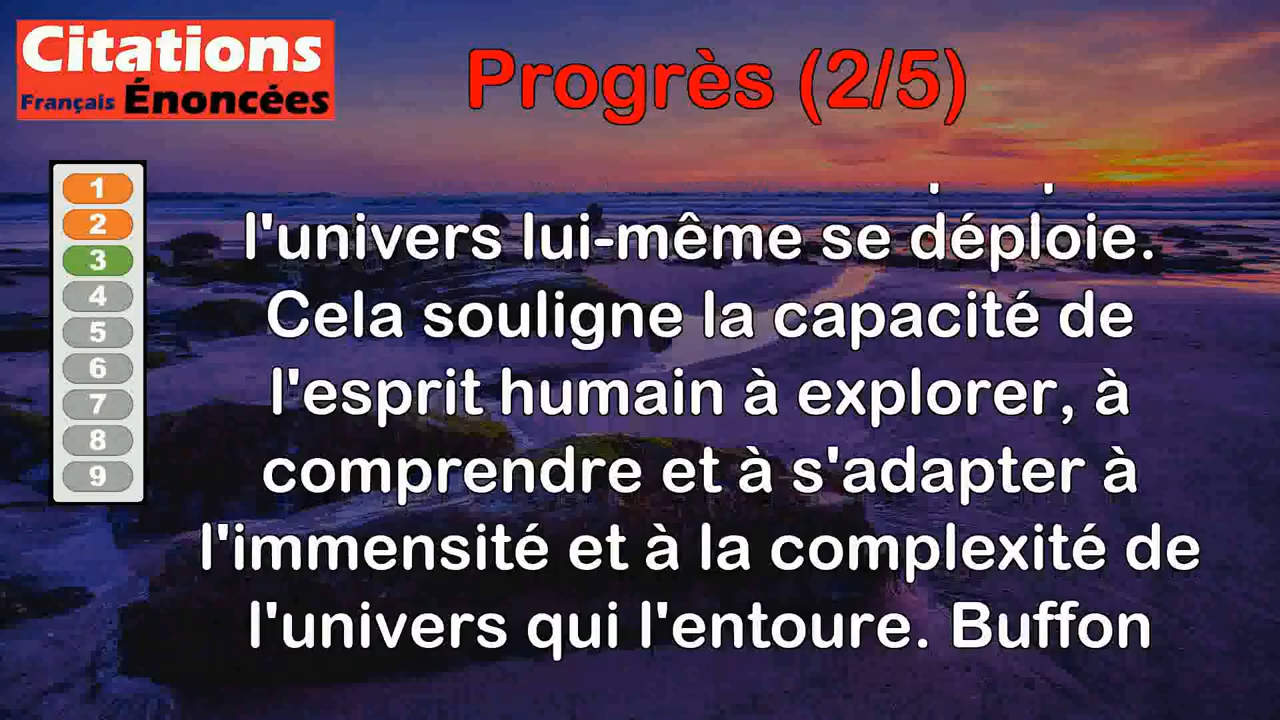 Citations
Français Énoncées
Progrès (2/5)
1
2
3
4
5
6
7
8
9
l'univers lui-même se déploie.
Cela souligne la capacité de
l'esprit humain à explorer, à
comprendre et à s'adapter à
l'immensité et à la complexité de
l'univers qui l'entoure. Buffon